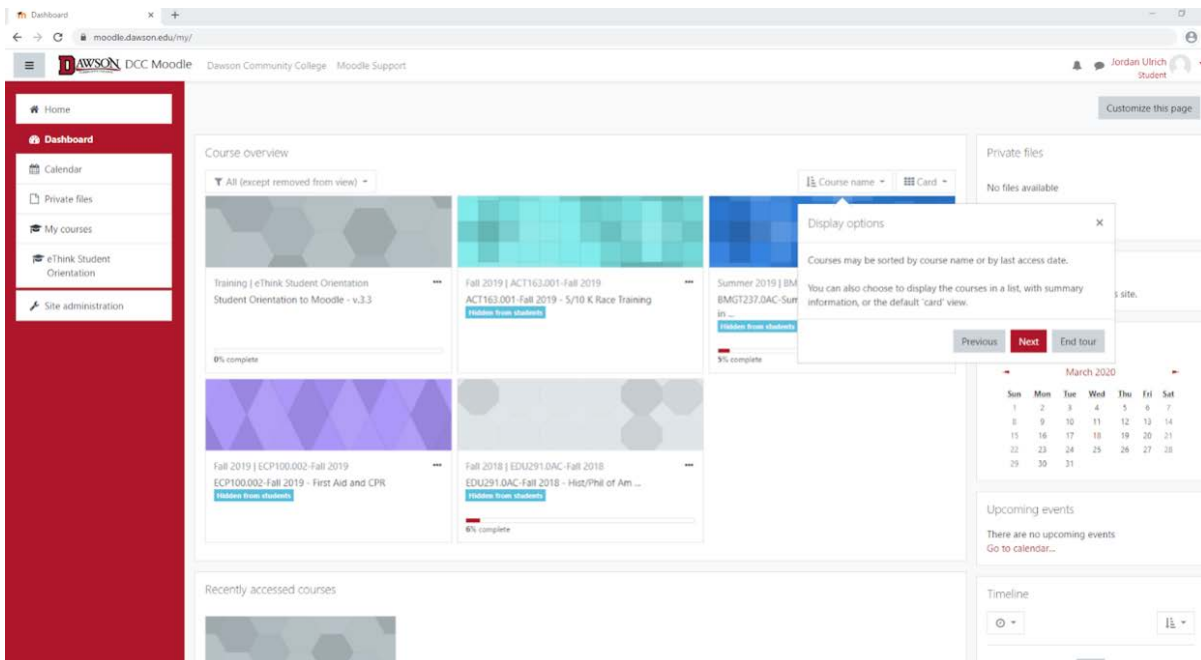 Dashboard
moodle.dawson.edu/my/
DAWSON DCC Moodle Dawson Community College Moodle Support
Jordan Ulrich
Student
Customize this page
Home
Dashboard
Calendar
Private files
My courses
eThink Student
Orientation
Site administration
Course overview
All (except removed from view)
Course name
Card
Training | eThink Student Orientation
Student Orientation to Moodle - v.3.3
0% complete
Fall 2019 | ACT163.001-Fall 2019
ACT163.001-Fall 2019 - 5/10 K Race Training
Hidden from students
Summer 2019 | BM
BMGT237.0AC-Sum
in ...
Hidden from students
5% complete
Display options
Courses may be sorted by course name or by last access date.
You can also choose to display the courses in a list, with summary
information, or the default 'card' view.
Previous
Next
End tour
Fall 2019 | ECP100.002-Fall 2019
ECP100.002-Fall 2019 - First Aid and CPR
Hidden from students
Fall 2018 | EDU291.0AC-Fall 2018
EDU291.0AC-Fall 2018 - Hist/Phil of Am ...
Hidden from students
6% complete
Recently accessed courses
Private files
No files available
s site.
March 2020
Sun Mon Tue Wed Thu Fri Sat
1 2 3 4 5 6 7
8 9 10 11 12 13 14
15 16 17 18 19 20 21
22 23 24 25 26 27 28
29 30 31
Upcoming events
There are no upcoming events
Go to calendar...
Timeline